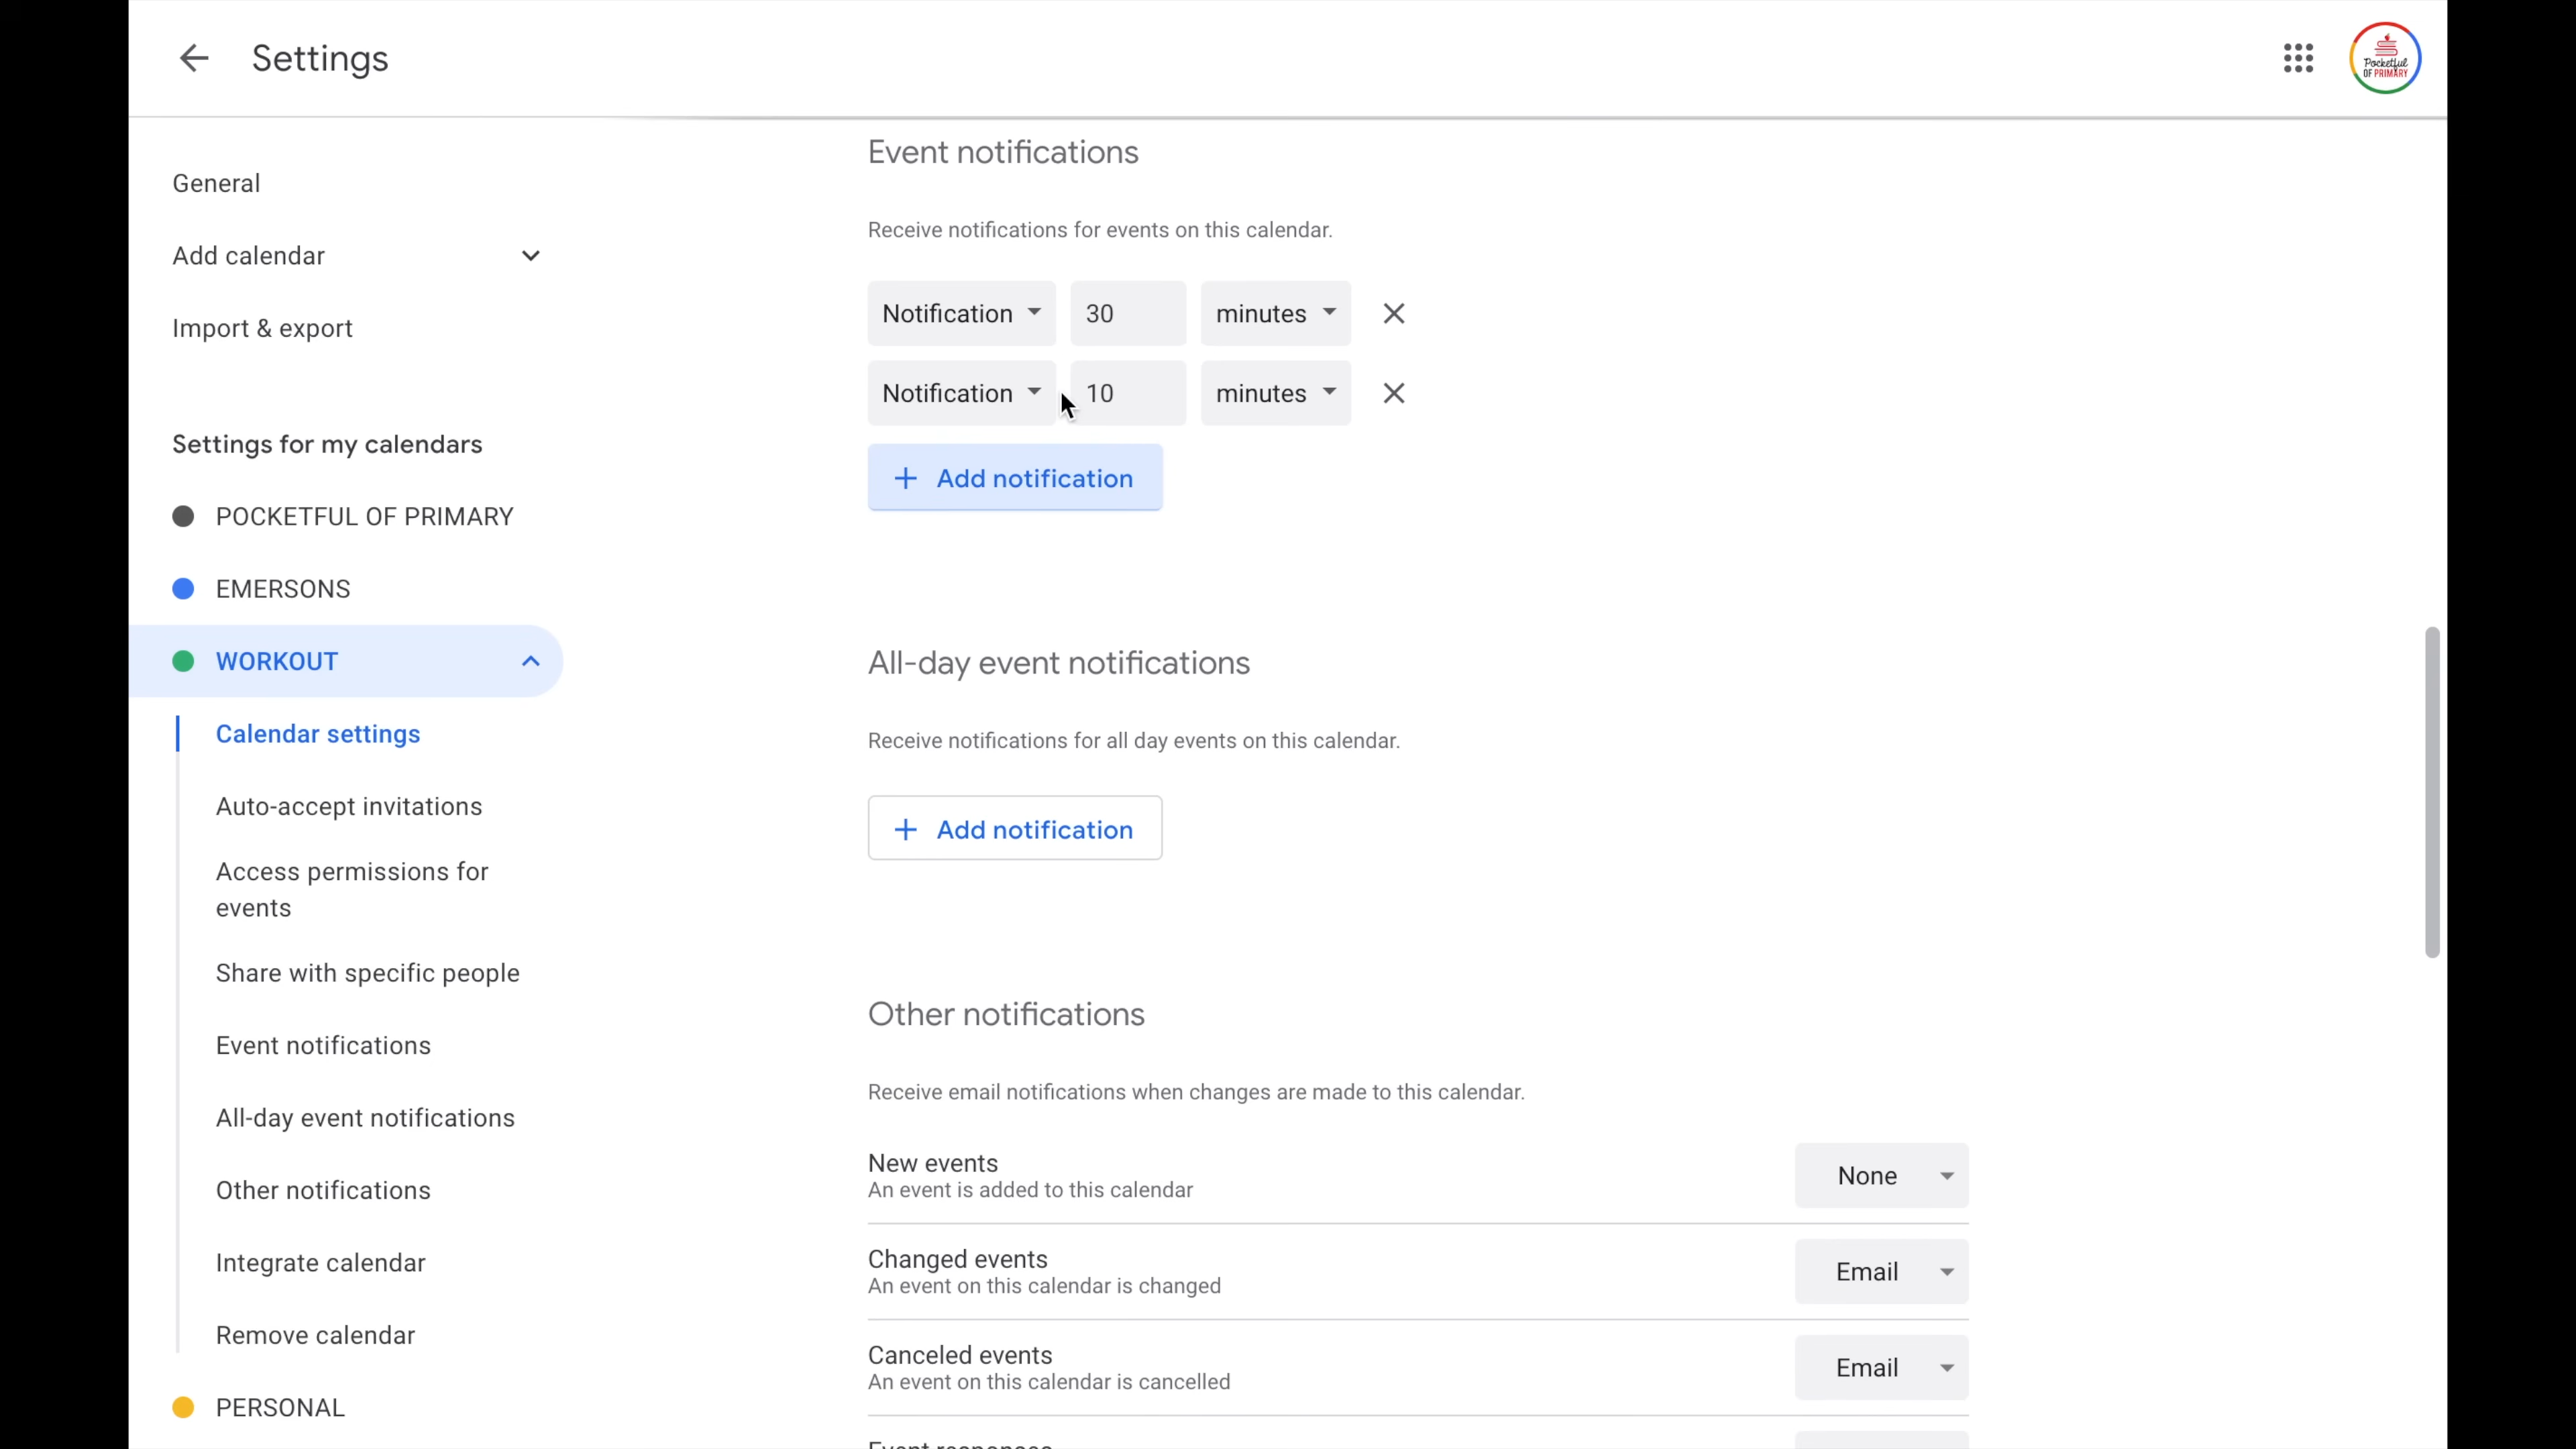 Settings
Pocketful
OF PRIMARY
General
Add calendar
Import & export
Settings for my calendars
POCKETFUL OF PRIMARY
EMERSONS
WORKOUT
Calendar settings
Auto-accept invitations
Access permissions for
events
Share with specific people
Event notifications
All-day event notifications
Other notifications
Integrate calendar
Remove calendar
PERSONAL
Event notifications
Receive notifications for events on this calendar.
Notification 30 minutes
Notification 10 minutes
Add notification
All-day event notifications
Receive notifications for all day events on this calendar.
Add notification
Other notifications
Receive email notifications when changes are made to this calendar.
New events
An event is added to this calendar
None
Changed events
An event on this calendar is changed
Email
Canceled events
An event on this calendar is cancelled
Email
Event responses